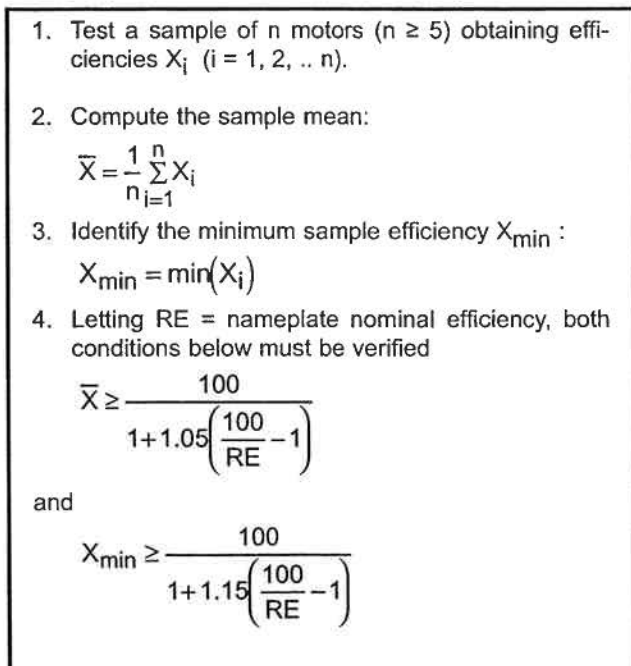 1. Test a sample of n motors (n ≥ 5) obtaining effi-
ciencies Xi (i = 1, 2, .. n).
2. Compute the sample mean:
X̅ = 1/n n∑i=1 Xi
3. Identify the minimum sample efficiency Xmin :
Xmin = min(Xi)
4. Letting RE = nameplate nominal efficiency, both
conditions below must be verified
X̅ ≥ 100 / 1+1.05(100/RE − 1)
and
Xmin ≥ 100 / 1+1.15(100/RE − 1)